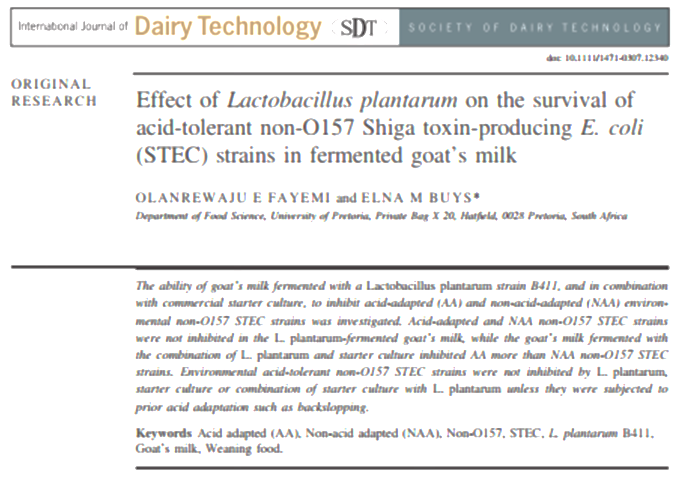 International Journal of Dairy Technology SDT SOCIETY OF DAIRY TECHNOLOGY
doi: 10.1111/1471-0307.12340
ORIGINAL
RESEARCH
Effect of Lactobacillus plantarum on the survival of
acid-tolerant non-O157 Shiga toxin-producing E. coli
(STEC) strains in fermented goat's milk
OLANREWAJU E FAYEMI and ELNA M BUYS*
Department of Food Science, University of Pretoria, Private Bag X 20, Hatfield, 0028 Pretoria, South Africa
The ability of goat's milk fermented with a Lactobacillus plantarum strain B411, and in combination
with commercial starter culture, to inhibit acid-adapted (AA) and non-acid-adapted (NAA) environ-
mental non-O157 STEC strains was investigated. Acid-adapted and NAA non-O157 STEC strains
were not inhibited in the L. plantarum-fermented goat's milk, while the goat's milk fermented with
the combination of L. plantarum and starter culture inhibited AA more than NAA non-O157 STEC
strains. Environmental acid-tolerant non-O157 STEC strains were not inhibited by L. plantarum,
starter culture or combination of starter culture with L. plantarum unless they were subjected to
prior acid adaptation such as backslopping.
Keywords Acid adapted (AA), Non-acid adapted (NAA), Non-O157, STEC, L. plantarum B411,
Goat's milk, Weaning food.